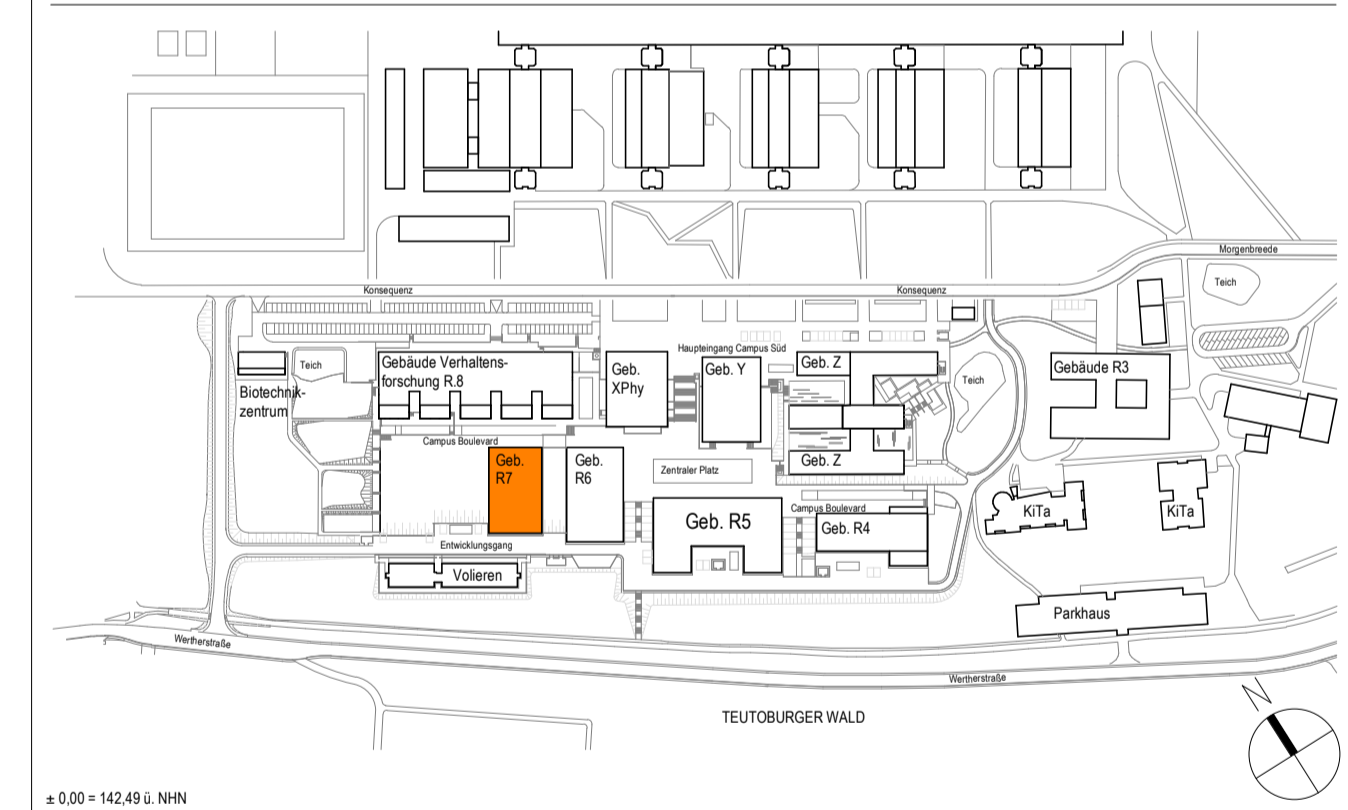 Morgenbreede
Teich
Konsequenz
Konsequenz
Haupteingang Campus Süd
Teich
Gebäude Verhaltens-
forschung R.8
Geb.
XPhy
Geb. Y
Geb. Z
Gebäude R3
Biotechnik-
zentrum
Teich
Campus Boulevard
Geb.
R7
Geb.
R6
Zentraler Platz
Geb. Z
Campus Boulevard
Geb. R5
Geb. R4
KiTa
KiTa
Entwicklungsgang
Volieren
Parkhaus
Wertherstraße
Wertherstraße
TEUTOBURGER WALD
N
± 0,00 = 142,49 ü. NHN